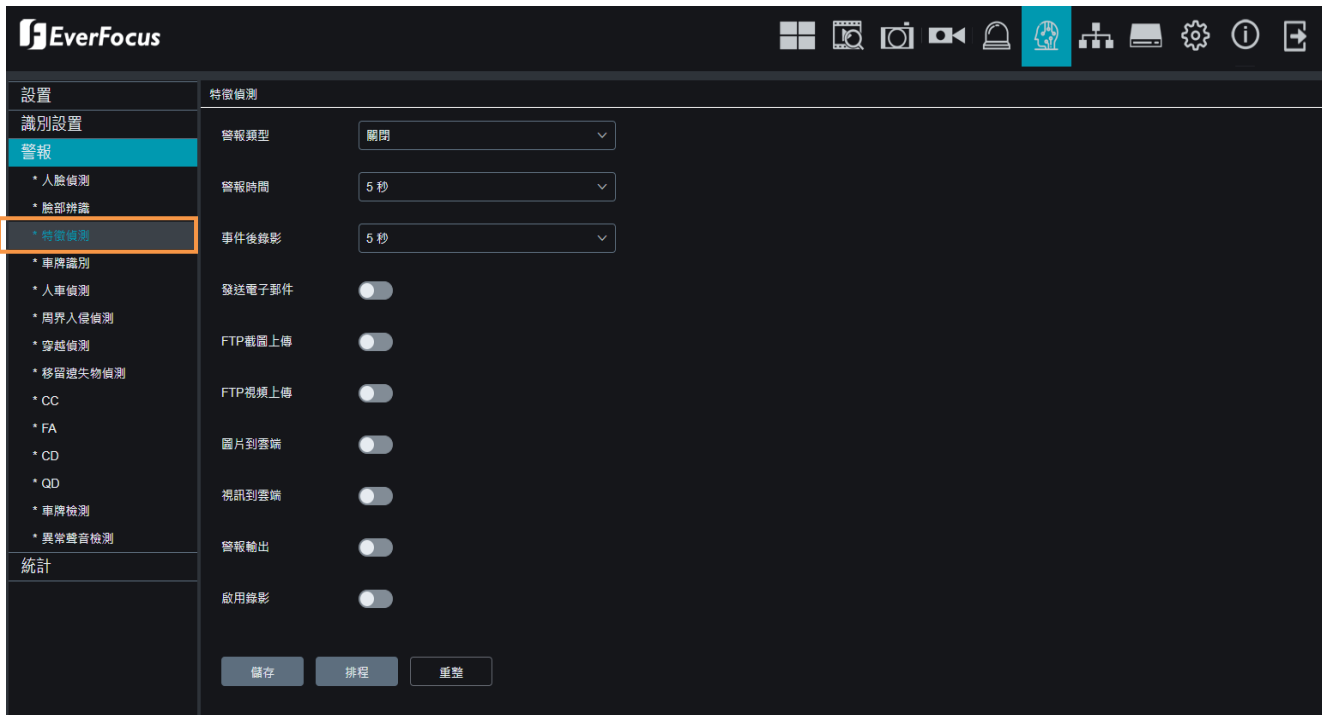 EverFocus
設置
識別設置
警報
* 人臉偵測
* 臉部辨識
* 特徵偵測
* 車牌識別
* 人車偵測
* 周界入侵偵測
* 穿越偵測
* 移留遺失物偵測
* CC
* FA
* CD
* QD
* 車牌檢測
* 異常聲音檢測
統計
特徵偵測
警報類型
關閉
警報時間
5 秒
事件後錄影
5 秒
發送電子郵件
FTP截圖上傳
FTP視頻上傳
圖片到雲端
視訊到雲端
警報輸出
啟用錄影
儲存
排程
重整